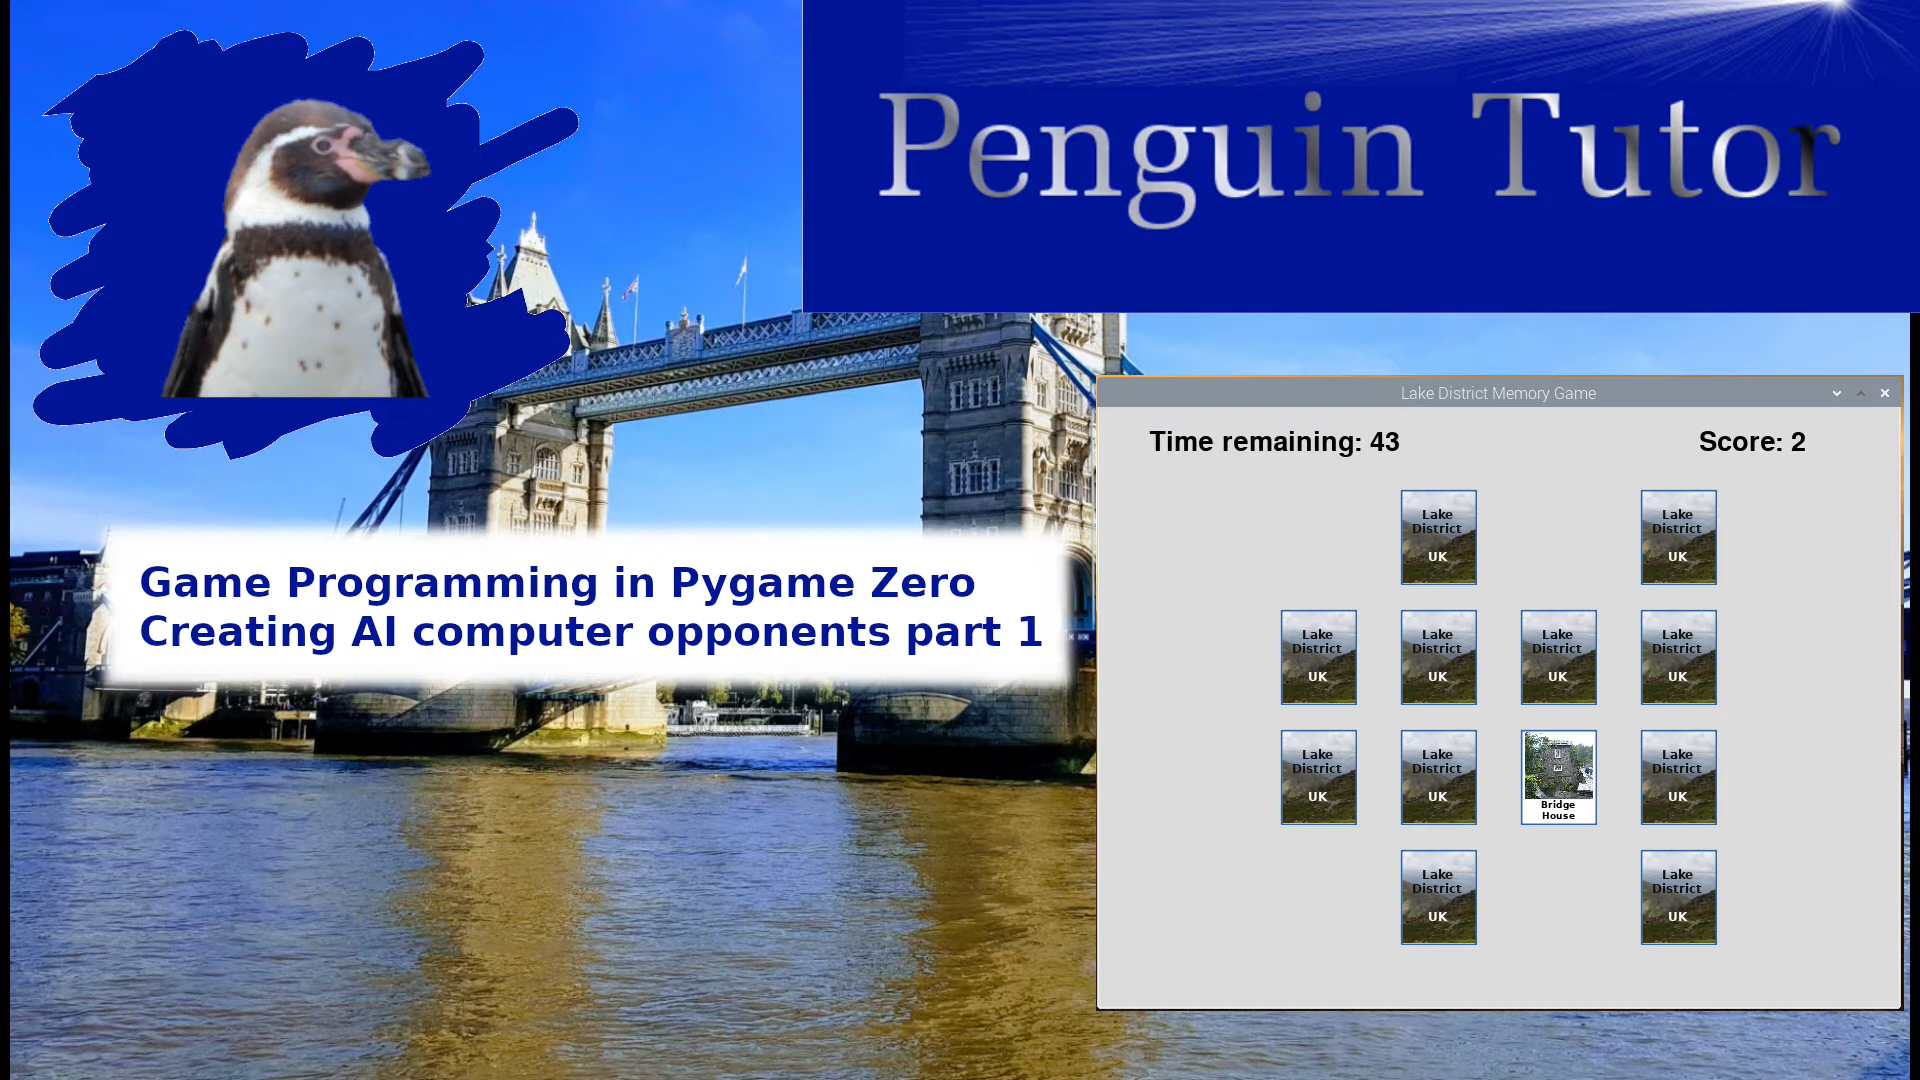 Penguin Tutor
Game Programming in Pygame Zero
Creating AI computer opponents part 1
Lake District Memory Game
Time remaining: 43
Score: 2
Lake
District
UK
Lake
District
UK
Lake
District
UK
Lake
District
UK
Lake
District
UK
Lake
District
UK
Lake
District
UK
Lake
District
UK
Bridge
House
Lake
District
UK
Lake
District
UK
Lake
District
UK